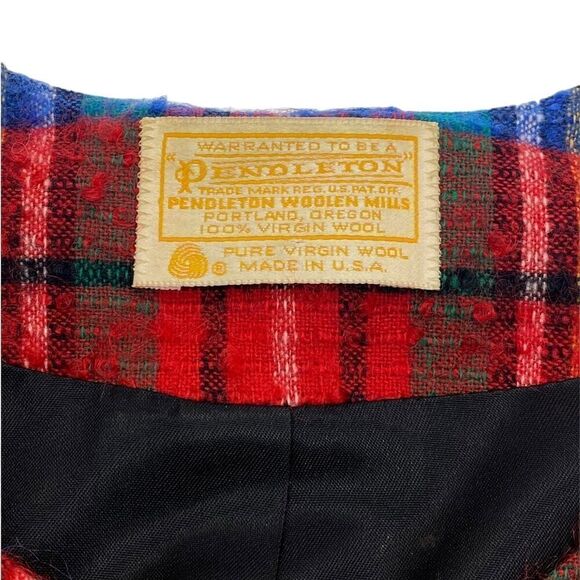 WARRANTED TO BE A
"PENDLETON"
TRADE MARK REG. U.S. PAT. OFF.
PENDLETON WOOLEN MILLS
PORTLAND, OREGON
100% VIRGIN WOOL
® PURE VIRGIN WOOL
MADE IN U.S.A.